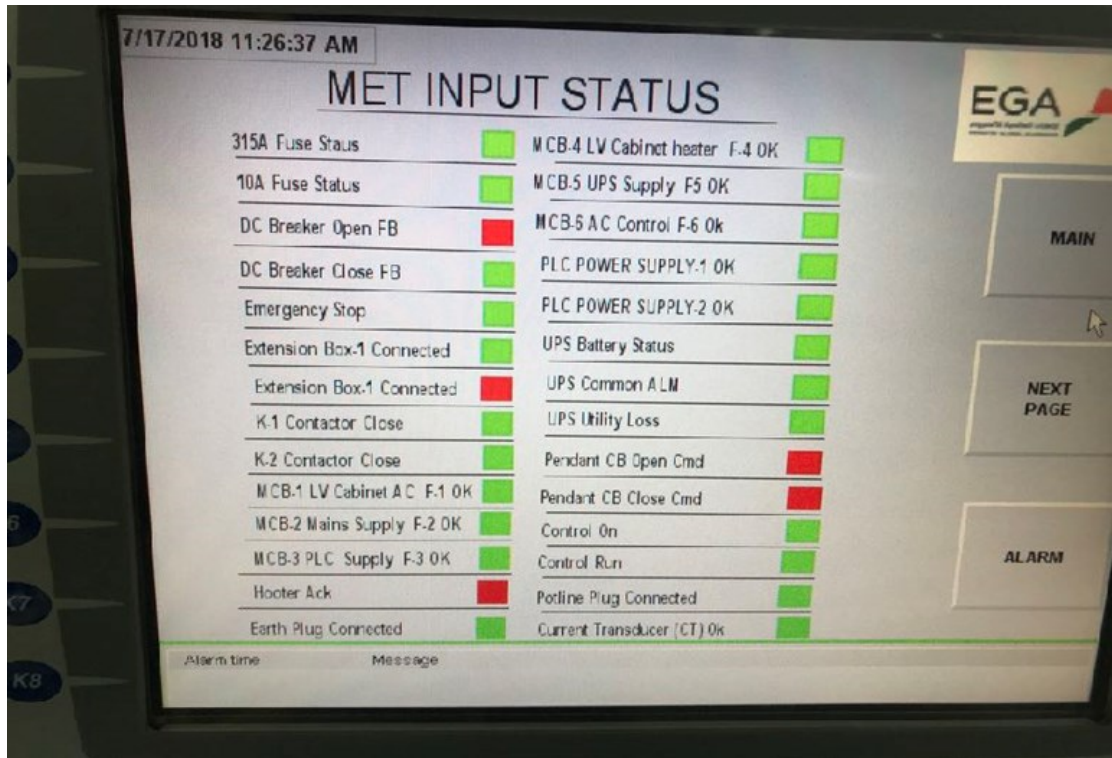 7/17/2018 11:26:37 AM
MET INPUT STATUS
EGA
315A Fuse Staus
10A Fuse Status
DC Breeker Open FB
DC Breeker Close FB
Emergency Stop
Extension Box-1 Connected
Extension Box-1 Connected
K-1 Contactor Close
K-2 Contactor Close
MCB-1 LV Cabinet AC F-1 OK
MCB-2 Mains Supply F-2 OK
MCB-3 PLC Supply F-3 OK
Hooter Ack
Earth Plug Connected
MCB-4 LV Cabinet heater F-4 OK
MCB-5 UPS Supply F5 OK
MCB-6 AC Control F-6 Ok
PLC POWER SUPPLY-1 OK
PLC POWER SUPPLY-2 OK
UPS Battery Status
UPS Common ALM
UPS Utility Loss
Pendant CB Open Cmd
Pendant CB Close Cmd
Control On
Control Run
Potline Plug Connected
Current Transducer (CT) Ok
MAIN
NEXT
PAGE
ALARM
Alarm time Message
6
K7
K8